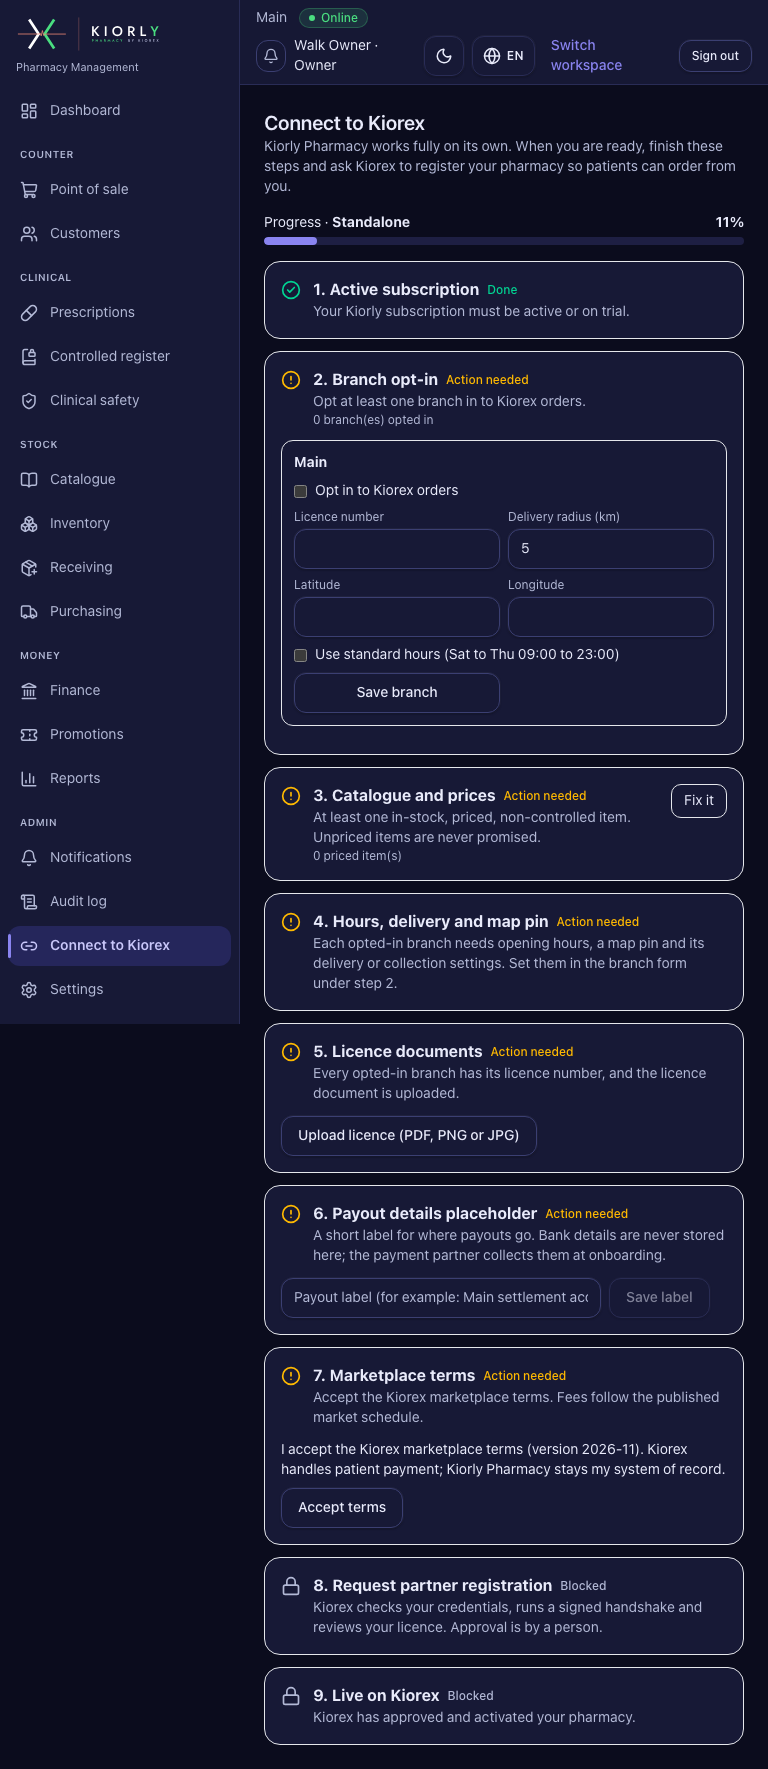 KIORLY
PHARMACY BY KIOREX
Pharmacy Management
Dashboard
COUNTER
Point of sale
Customers
CLINICAL
Prescriptions
Controlled register
Clinical safety
STOCK
Catalogue
Inventory
Receiving
Purchasing
MONEY
Finance
Promotions
Reports
ADMIN
Notifications
Audit log
Connect to Kiorex
Settings
Main
Online
Walk Owner ·
Owner
EN
Switch
workspace
Sign out
Connect to Kiorex
Kiorly Pharmacy works fully on its own. When you are ready, finish these
steps and ask Kiorex to register your pharmacy so patients can order from
you.
Progress · Standalone 11%
1. Active subscription Done
Your Kiorly subscription must be active or on trial.
2. Branch opt-in Action needed
Opt at least one branch in to Kiorex orders.
0 branch(es) opted in
Main
Opt in to Kiorex orders
Licence number Delivery radius (km)
5
Latitude Longitude
Use standard hours (Sat to Thu 09:00 to 23:00)
Save branch
3. Catalogue and prices Action needed
Fix it
At least one in-stock, priced, non-controlled item.
Unpriced items are never promised.
0 priced item(s)
4. Hours, delivery and map pin Action needed
Each opted-in branch needs opening hours, a map pin and its
delivery or collection settings. Set them in the branch form
under step 2.
5. Licence documents Action needed
Every opted-in branch has its licence number, and the licence
document is uploaded.
Upload licence (PDF, PNG or JPG)
6. Payout details placeholder Action needed
A short label for where payouts go. Bank details are never stored
here; the payment partner collects them at onboarding.
Payout label (for example: Main settlement acc
Save label
7. Marketplace terms Action needed
Accept the Kiorex marketplace terms. Fees follow the published
market schedule.
I accept the Kiorex marketplace terms (version 2026-11). Kiorex
handles patient payment; Kiorly Pharmacy stays my system of record.
Accept terms
8. Request partner registration Blocked
Kiorex checks your credentials, runs a signed handshake and
reviews your licence. Approval is by a person.
9. Live on Kiorex Blocked
Kiorex has approved and activated your pharmacy.